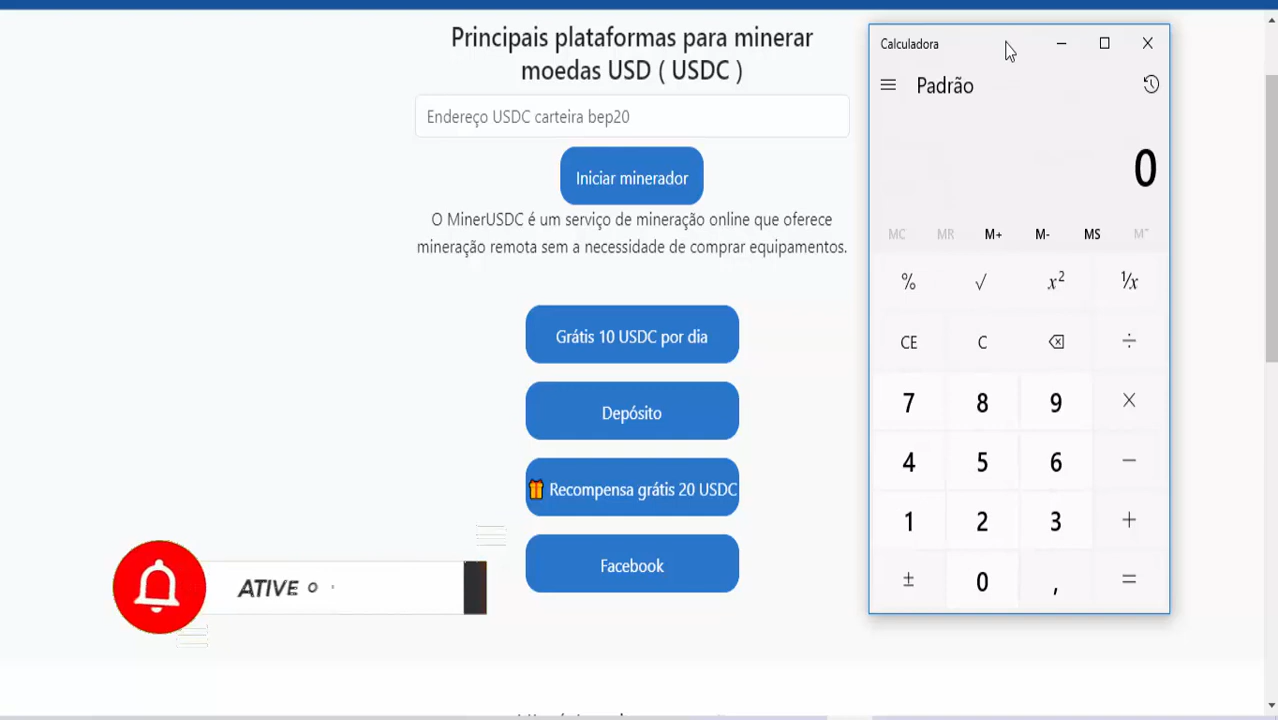 Principais plataformas para minerar
moedas USD ( USDC )
Endereço USDC carteira bep20
Iniciar minerador
O MinerUSDC é um serviço de mineração online que oferece
mineração remota sem a necessidade de comprar equipamentos.
Grátis 10 USDC por dia
Depósito
Recompensa grátis 20 USDC
Facebook
ATIVE O
Calculadora
Padrão
0
MC MR M+ M- MS M˅
% √ x² ¹/x
CE C ÷
7 8 9 ×
4 5 6 −
1 2 3 +
± 0 , =